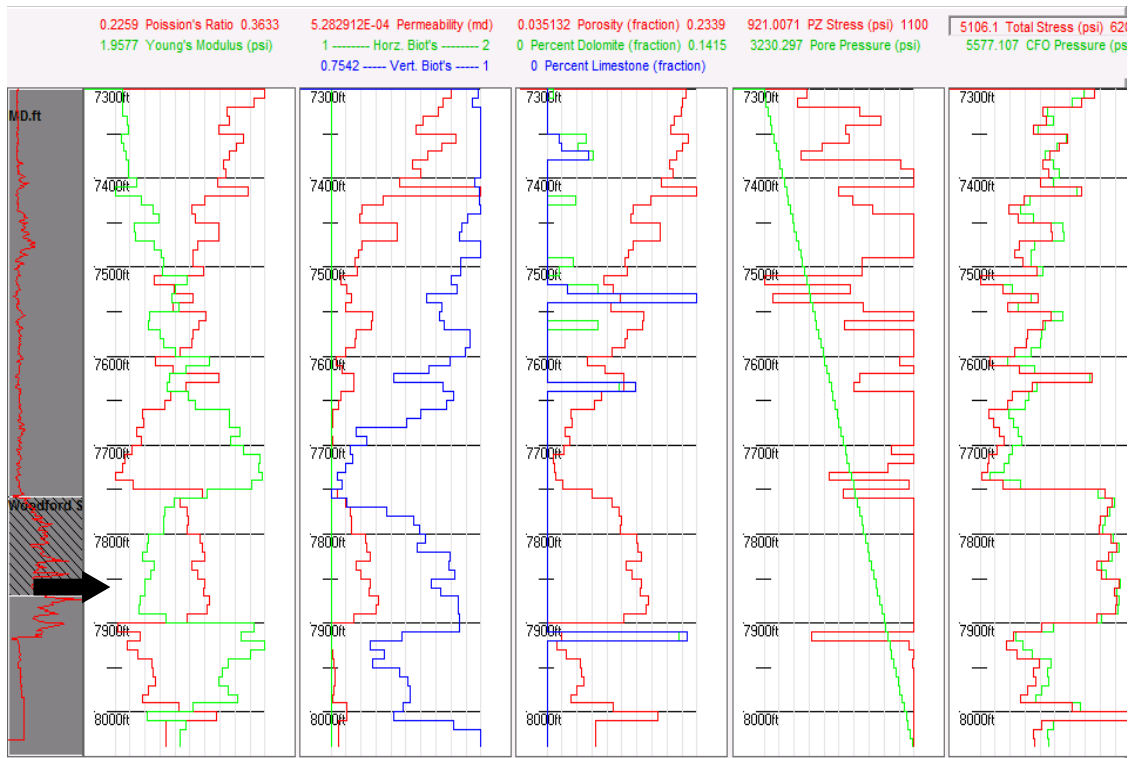 0.2259 Poission's Ratio 0.3633
1.9577 Young's Modulus (psi)
5.282912E-04 Permeability (md)
1 -------- Horz. Biot's -------- 2
0.7542 ----- Vert. Biot's ----- 1
0.035132 Porosity (fraction) 0.2339
0 Percent Dolomite (fraction) 0.1415
0 Percent Limestone (fraction)
921.0071 PZ Stress (psi) 1100
3230.297 Pore Pressure (psi)
5106.1 Total Stress (psi) 620
5577.107 CFO Pressure (ps
MD.ft
Woodford S
7300ft
7400ft
7500ft
7600ft
7700ft
7800ft
7900ft
8000ft
7300ft
7400ft
7500ft
7600ft
7700ft
7800ft
7900ft
8000ft
7300ft
7400ft
7500ft
7600ft
7700ft
7800ft
7900ft
8000ft
7300ft
7400ft
7500ft
7600ft
7700ft
7800ft
7900ft
8000ft
7300ft
7400ft
7500ft
7600ft
7700ft
7800ft
7900ft
8000ft